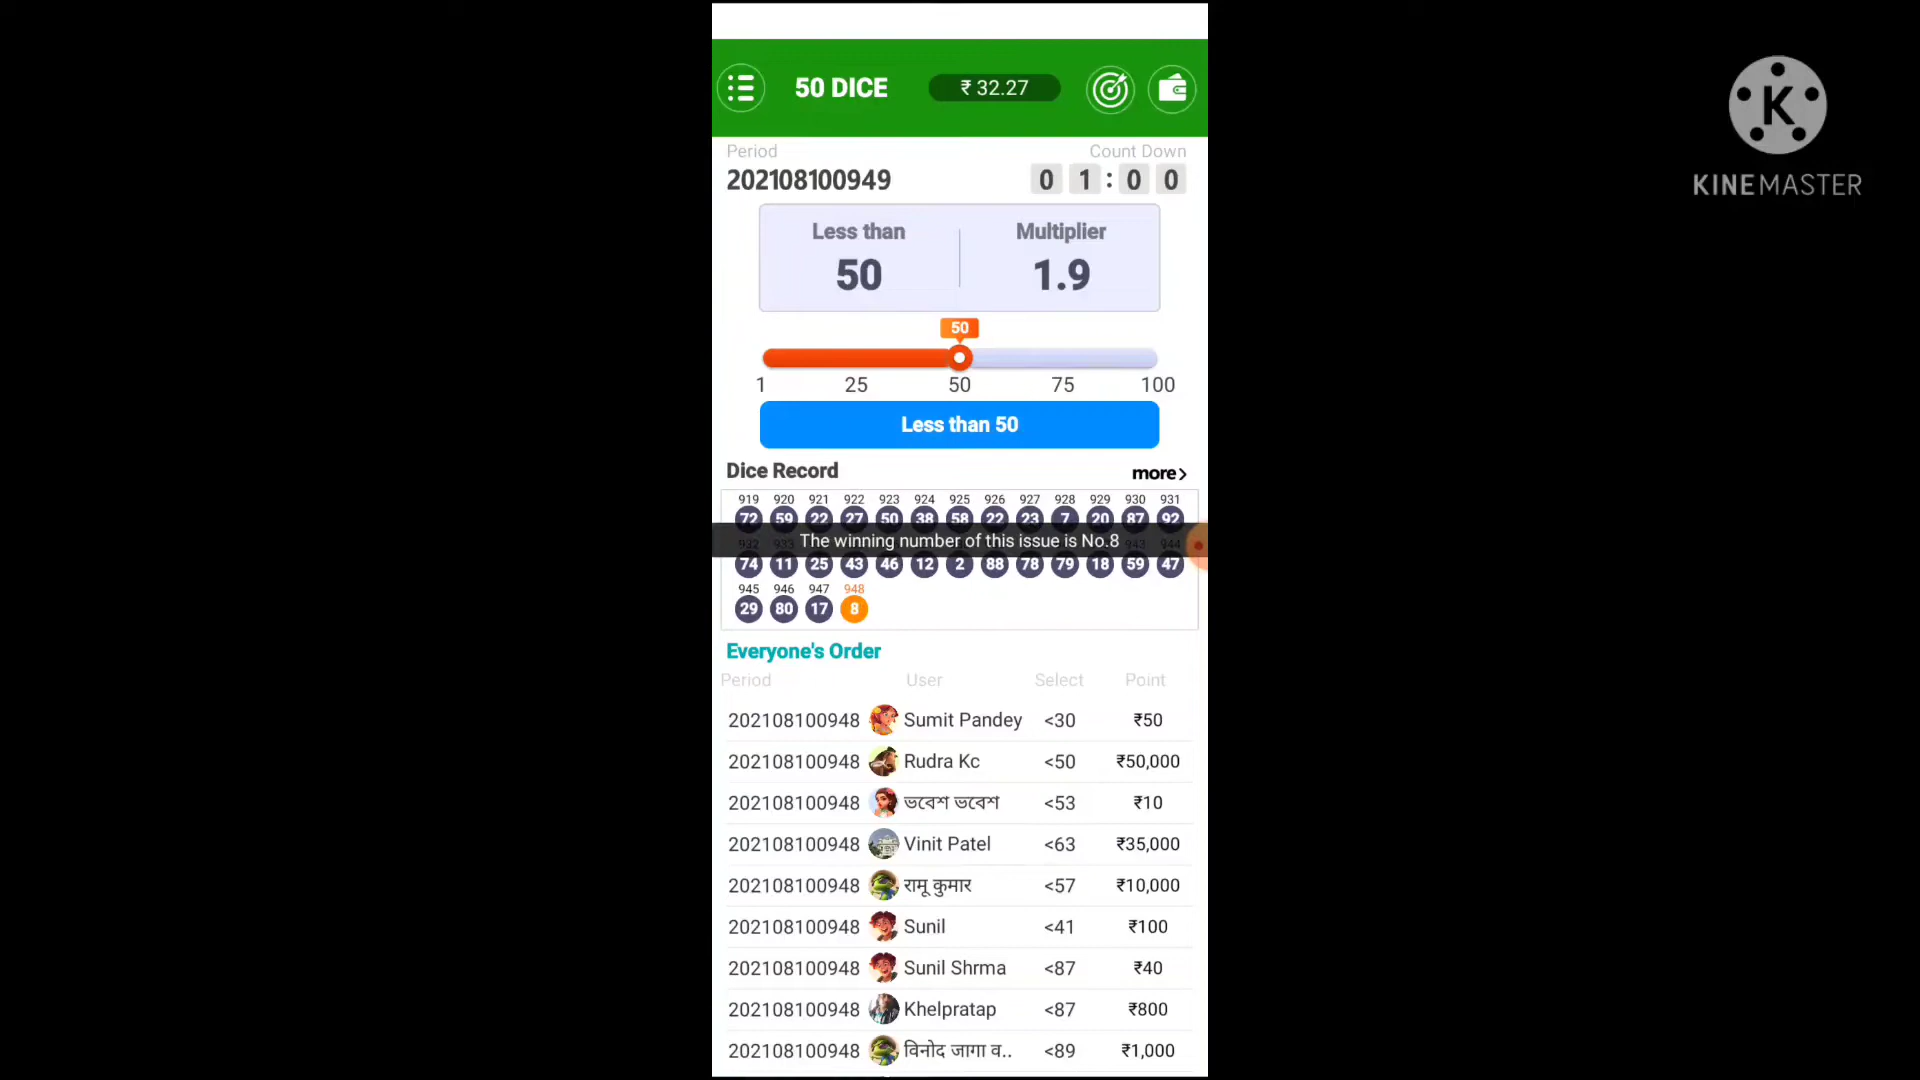 50 DICE ₹ 32.27
KINEMASTER
Period Count Down
202108100949 0 1 : 0 0
Less than Multiplier
50 1.9
50
1 25 50 75 100
Less than 50
Dice Record more>
919 920 921 922 923 924 925 926 927 928 929 930 931
72 59 22 27 50 38 58 22 23 7 20 87 92
The winning number of this issue is No.8
932 933 943 944
74 11 25 43 46 12 2 88 78 79 18 59 47
945 946 947 948
29 80 17 8
Everyone's Order
Period User Select Point
202108100948 Sumit Pandey <30 ₹50
202108100948 Rudra Kc <50 ₹50,000
202108100948 ভবেশ ভবেশ <53 ₹10
202108100948 Vinit Patel <63 ₹35,000
202108100948 रामू कुमार <57 ₹10,000
202108100948 Sunil <41 ₹100
202108100948 Sunil Shrma <87 ₹40
202108100948 Khelpratap <87 ₹800
202108100948 विनोद जागा व.. <89 ₹1,000